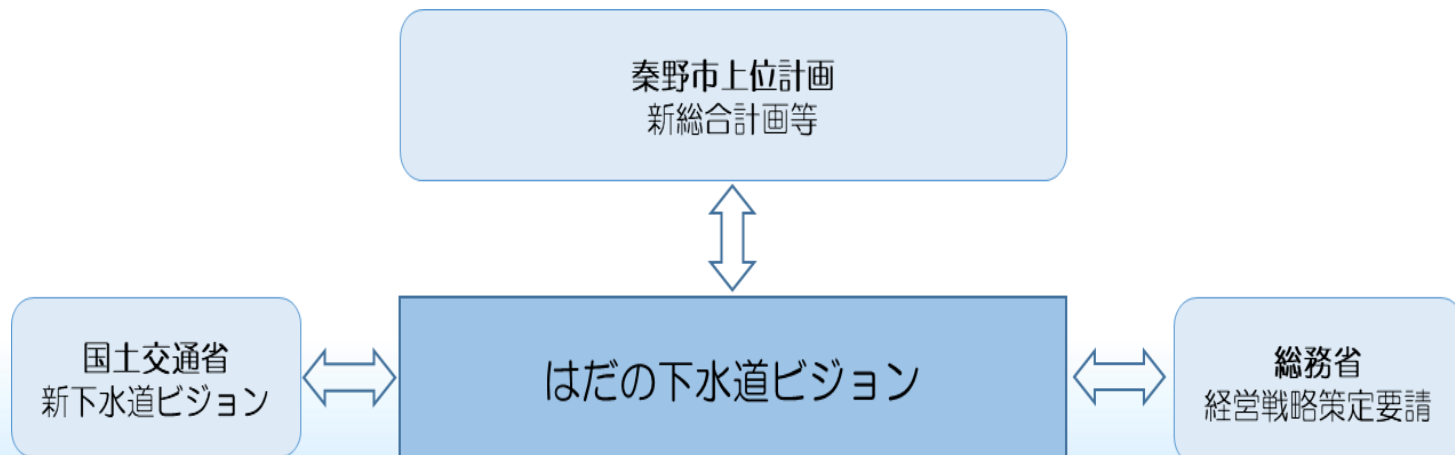 秦野市上位計画
新総合計画等
国土交通省
新下水道ビジョン
はだの下水道ビジョン
総務省
経営戦略策定要請